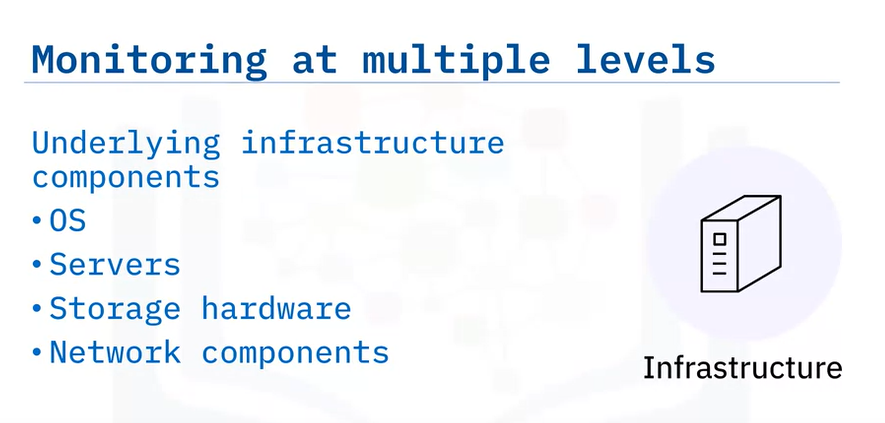 Monitoring at multiple levels
Underlying infrastructure
components
• OS
• Servers
• Storage hardware
• Network components
Infrastructure